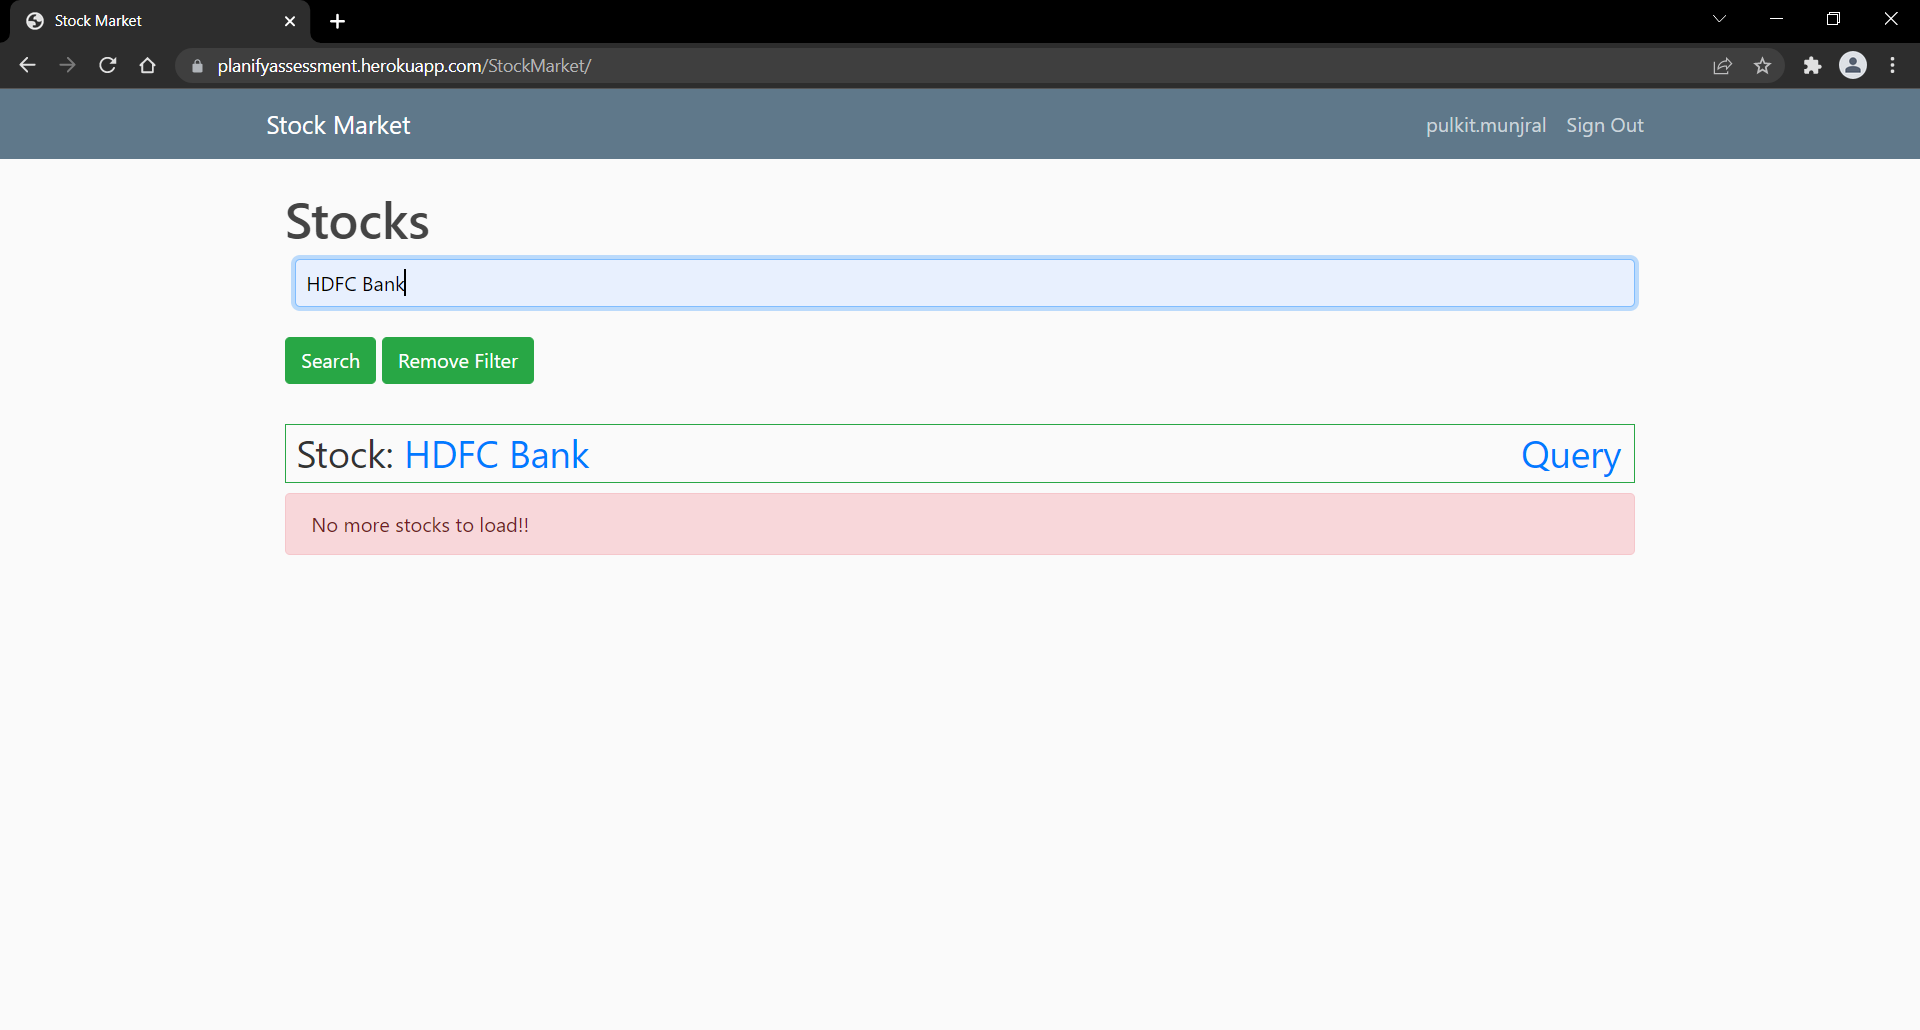 Stock Market
planifyassessment.herokuapp.com/StockMarket/
Stock Market pulkit.munjral Sign Out
Stocks
HDFC Bank
Search Remove Filter
Stock: HDFC Bank Query
No more stocks to load!!